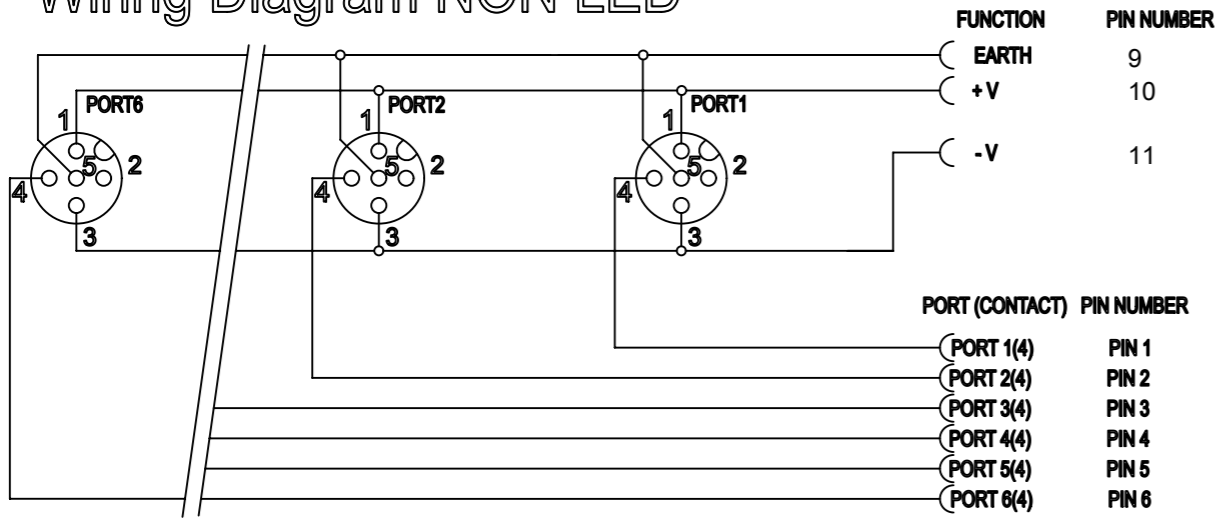 Wiring Diagram NON LED
FUNCTION PIN NUMBER
EARTH 9
+V 10
-V 11
PORT6 PORT2 PORT1
1 1 1
5 2 5 2 5 2
4 4 4
3 3 3
PORT (CONTACT) PIN NUMBER
PORT 1(4) PIN 1
PORT 2(4) PIN 2
PORT 3(4) PIN 3
PORT 4(4) PIN 4
PORT 5(4) PIN 5
PORT 6(4) PIN 6